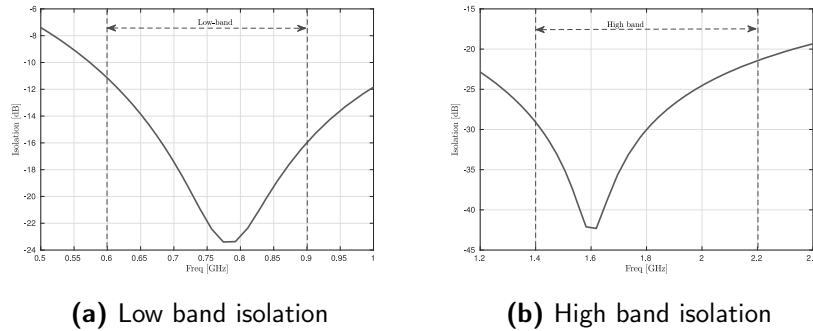 -6
-8
-10
-12
-14
-16
-18
-20
-22
-24
Isolation [dB]
Low-band
0.5 0.55 0.6 0.65 0.7 0.75 0.8 0.85 0.9 0.95 1
Freq [GHz]
(a) Low band isolation
-15
-20
-25
-30
-35
-40
-45
Isolation [dB]
High band
1.2 1.4 1.6 1.8 2 2.2
Freq [GHz]
(b) High band isolation